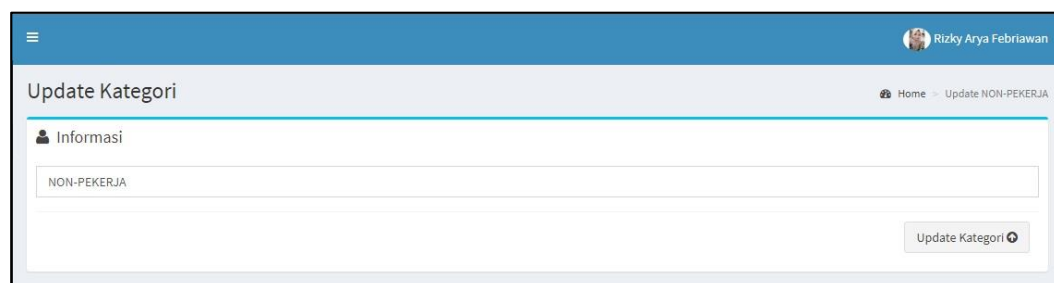 Rizky Arya Febriawan
Update Kategori
Home > Update NON-PEKERJA
Informasi
NON-PEKERJA
Update Kategori